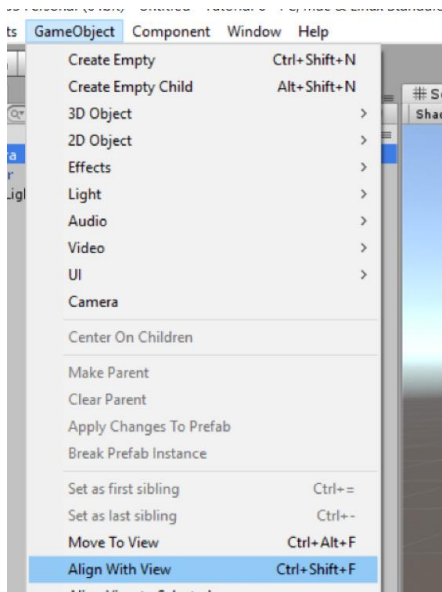 ts GameObject Component Window Help
Create Empty Ctrl+Shift+N
Create Empty Child Alt+Shift+N
3D Object >
2D Object >
Effects >
Light >
Audio >
Video >
UI >
Camera
Center On Children
Make Parent
Clear Parent
Apply Changes To Prefab
Break Prefab Instance
Set as first sibling Ctrl+=
Set as last sibling Ctrl+-
Move To View Ctrl+Alt+F
Align With View Ctrl+Shift+F